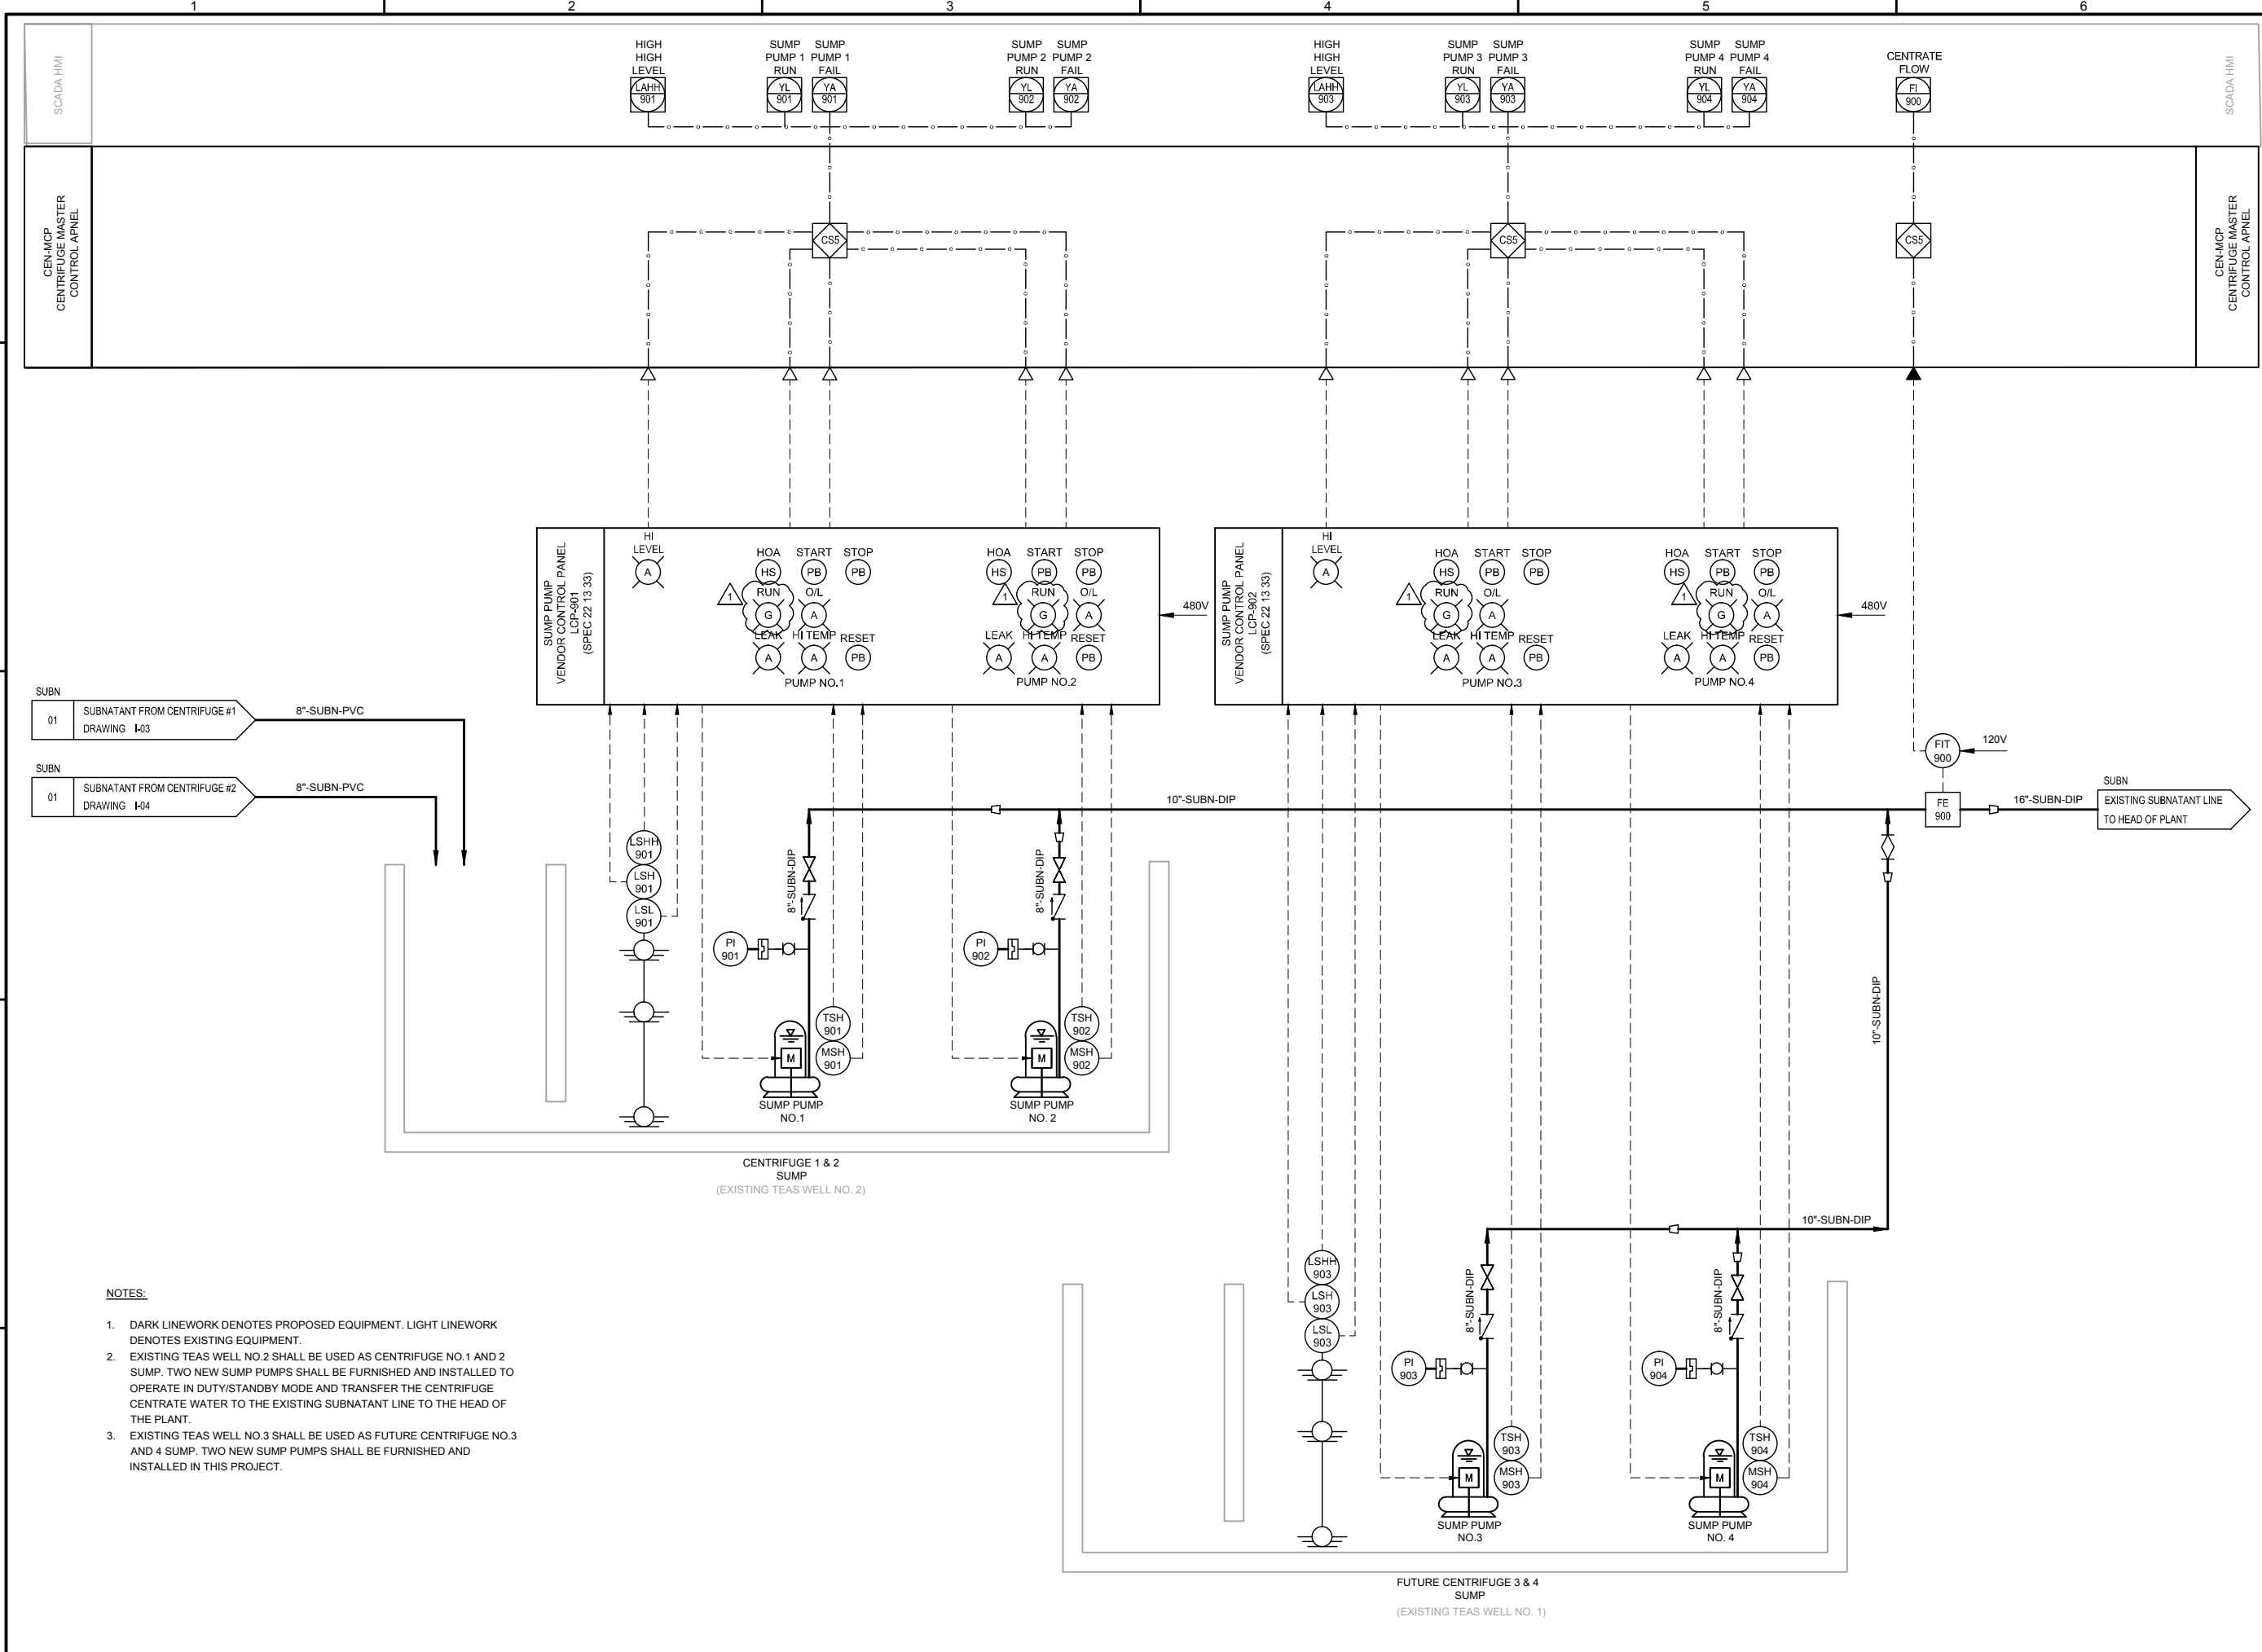 1 2 3 4 5 6
SCADA HMI
HIGH
HIGH
LEVEL
LAHH
901
SUMP
PUMP 1
RUN
YL
901
SUMP
PUMP 1
FAIL
YA
901
SUMP
PUMP 2
RUN
YL
902
SUMP
PUMP 2
FAIL
YA
902
HIGH
HIGH
LEVEL
LAHH
903
SUMP
PUMP 3
RUN
YL
903
SUMP
PUMP 3
FAIL
YA
903
SUMP
PUMP 4
RUN
YL
904
SUMP
PUMP 4
FAIL
YA
904
CENTRATE
FLOW
FI
900
SCADA HMI
CEN-MCP
CENTRIFUGE MASTER
CONTROL APNEL
CS5
CS5
CS5
CEN-MCP
CENTRIFUGE MASTER
CONTROL APNEL
SUMP PUMP
VENDOR CONTROL PANEL
LCP-901
(SPEC 22 13 33)
HI
LEVEL
A
HOA START STOP
HS PB PB
1
RUN O/L
G A
LEAK HI TEMP RESET
A A PB
PUMP NO.1
HOA START STOP
HS PB PB
1
RUN O/L
G A
LEAK HI TEMP RESET
A A PB
PUMP NO.2
480V
SUMP PUMP
VENDOR CONTROL PANEL
LCP-902
(SPEC 22 13 33)
HI
LEVEL
A
HOA START STOP
HS PB PB
1
RUN O/L
G A
LEAK HI TEMP RESET
A A PB
PUMP NO.3
HOA START STOP
HS PB PB
1
RUN O/L
G A
LEAK HI TEMP RESET
A A PB
PUMP NO.4
480V
SUBN
01
SUBNATANT FROM CENTRIFUGE #1
DRAWING I-03
8"-SUBN-PVC
SUBN
01
SUBNATANT FROM CENTRIFUGE #2
DRAWING I-04
8"-SUBN-PVC
10"-SUBN-DIP
FIT
900
120V
FE
900
16"-SUBN-DIP
SUBN
EXISTING SUBNATANT LINE
TO HEAD OF PLANT
LSHH
901
LSH
901
LSL
901
8"-SUBN-DIP
PI
901
TSH
901
MSH
901
M
SUMP PUMP
NO.1
8"-SUBN-DIP
PI
902
TSH
902
MSH
902
M
SUMP PUMP
NO. 2
CENTRIFUGE 1 & 2
SUMP
(EXISTING TEAS WELL NO. 2)
10"-SUBN-DIP
10"-SUBN-DIP
LSHH
903
LSH
903
LSL
903
8"-SUBN-DIP
PI
903
TSH
903
MSH
903
M
SUMP PUMP
NO.3
8"-SUBN-DIP
PI
904
TSH
904
MSH
904
M
SUMP PUMP
NO. 4
FUTURE CENTRIFUGE 3 & 4
SUMP
(EXISTING TEAS WELL NO. 1)
NOTES:
1. DARK LINEWORK DENOTES PROPOSED EQUIPMENT. LIGHT LINEWORK
DENOTES EXISTING EQUIPMENT.
2. EXISTING TEAS WELL NO.2 SHALL BE USED AS CENTRIFUGE NO.1 AND 2
SUMP. TWO NEW SUMP PUMPS SHALL BE FURNISHED AND INSTALLED TO
OPERATE IN DUTY/STANDBY MODE AND TRANSFER THE CENTRIFUGE
CENTRATE WATER TO THE EXISTING SUBNATANT LINE TO THE HEAD OF
THE PLANT.
3. EXISTING TEAS WELL NO.3 SHALL BE USED AS FUTURE CENTRIFUGE NO.3
AND 4 SUMP. TWO NEW SUMP PUMPS SHALL BE FURNISHED AND
INSTALLED IN THIS PROJECT.